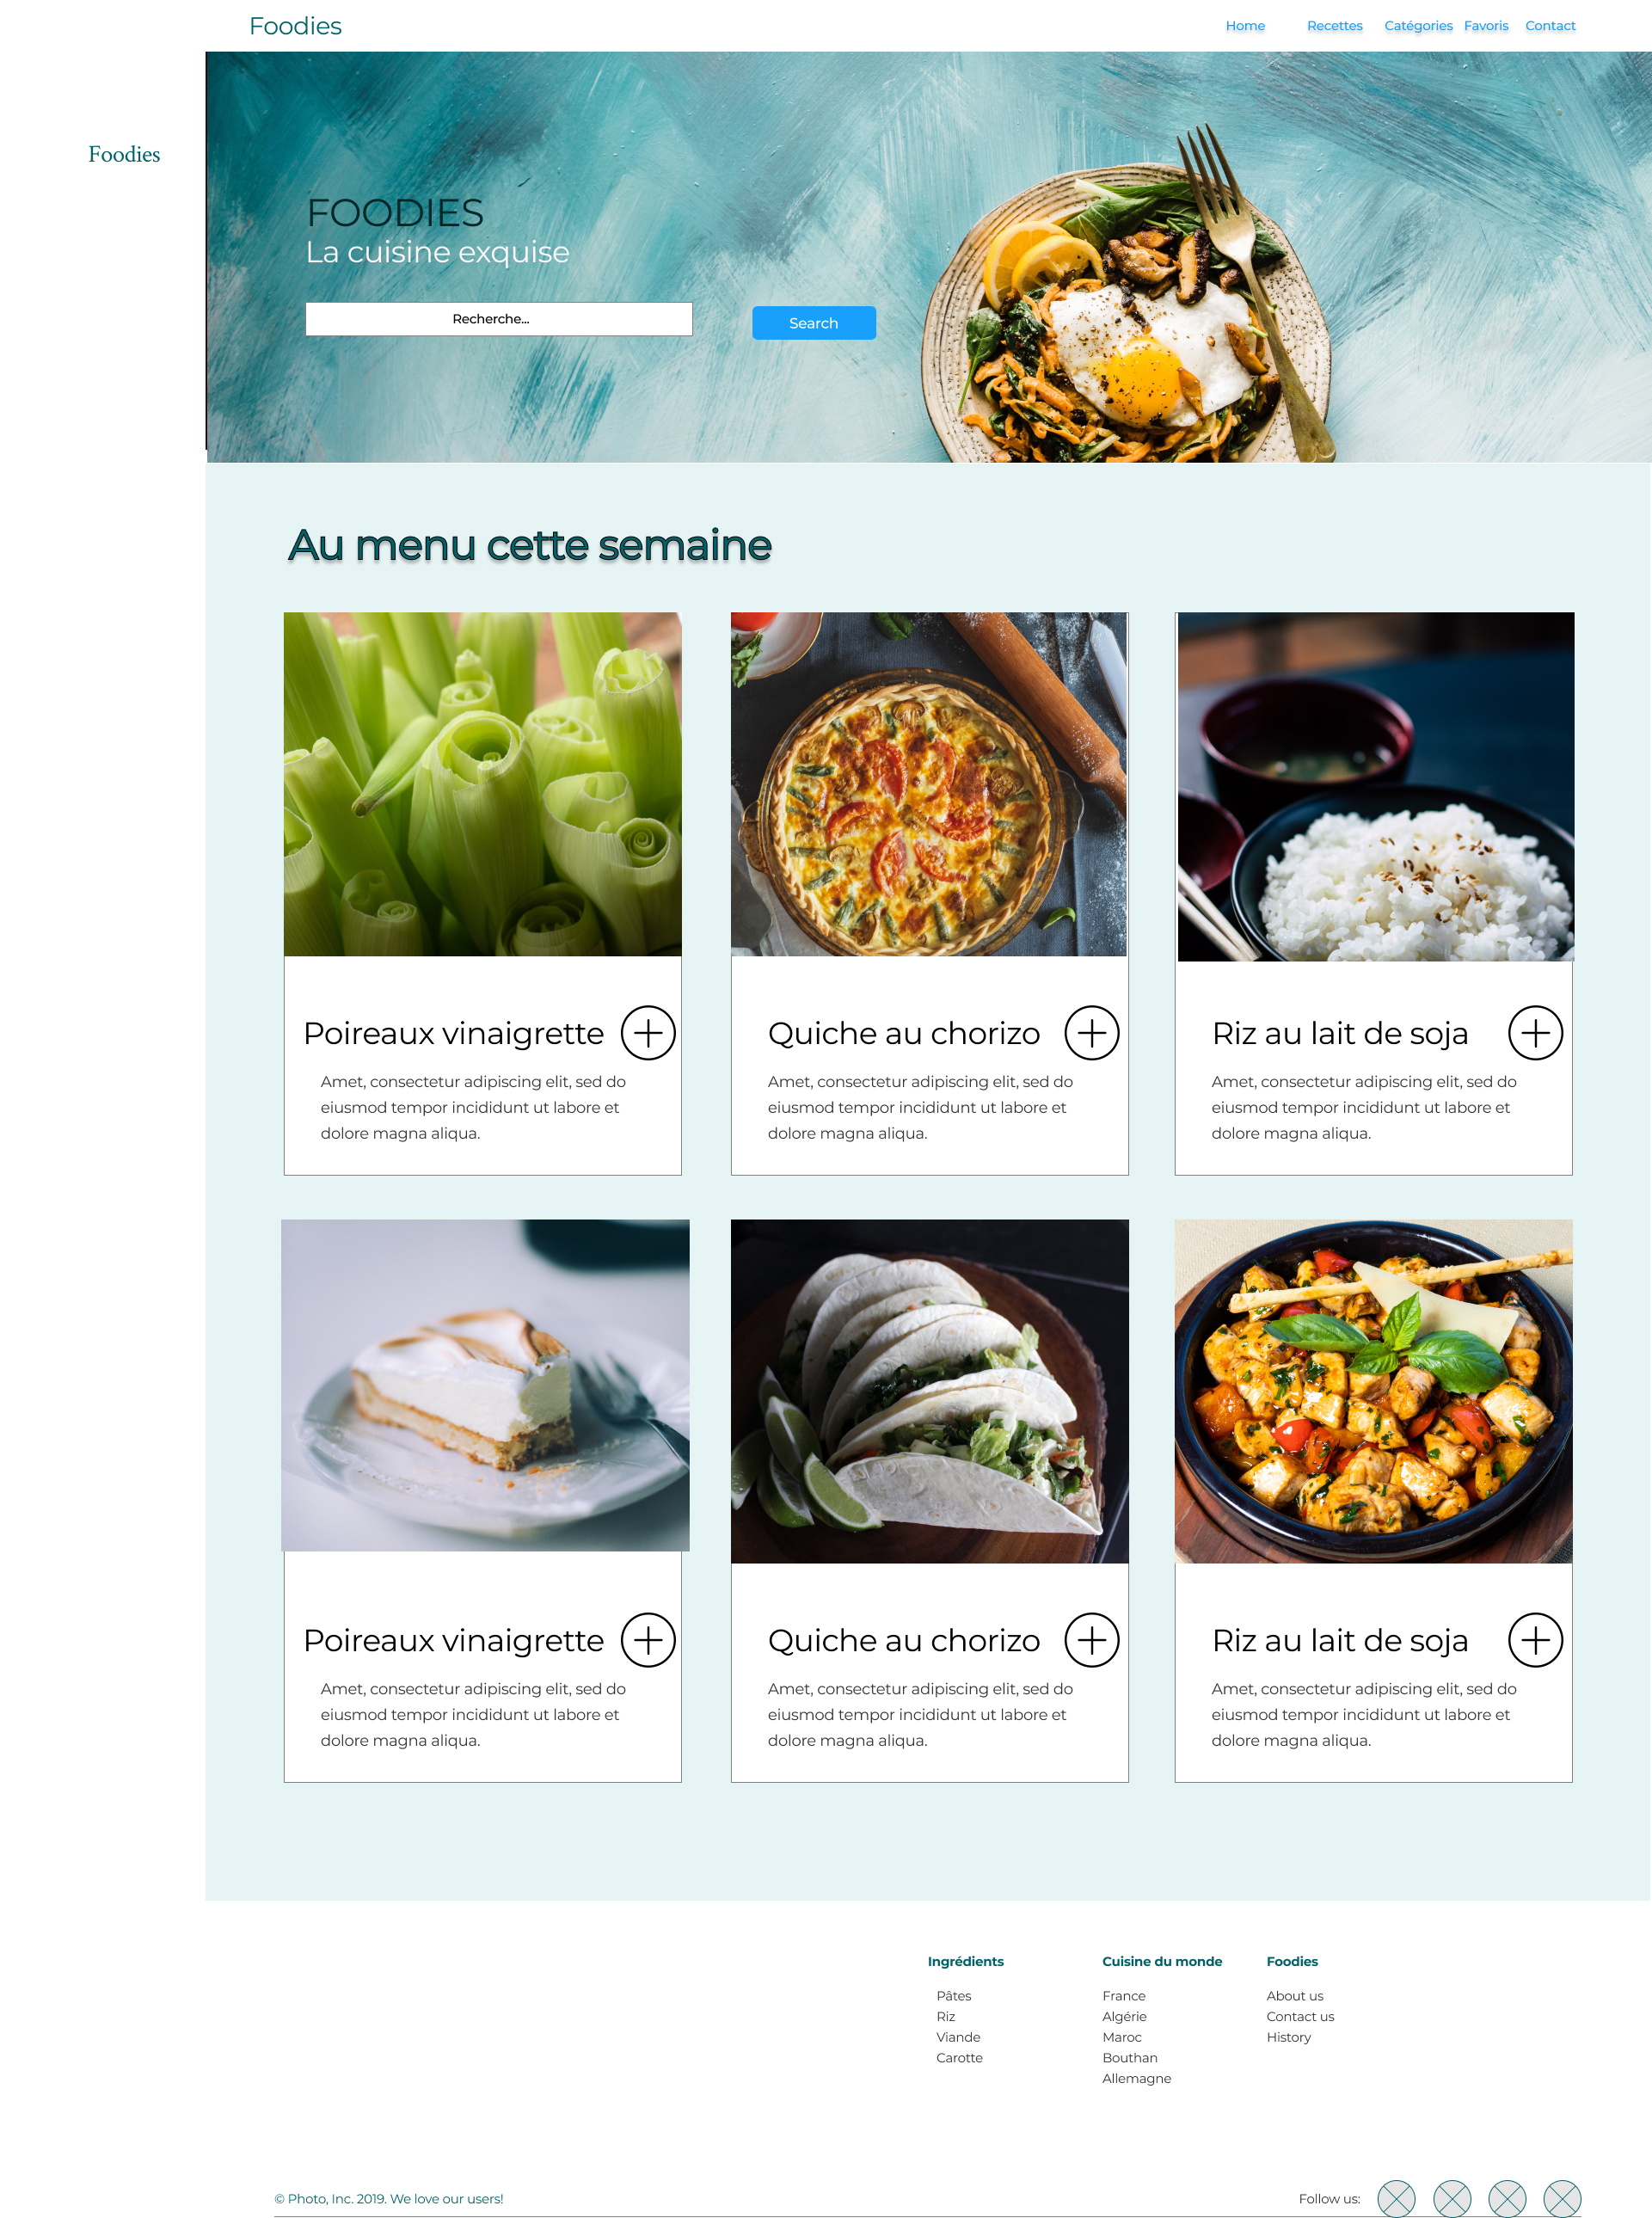 Foodies
Home Recettes Catégories Favoris Contact
Foodies
FOODIES
La cuisine exquise
Recherche...
Search
Au menu cette semaine
Poireaux vinaigrette
Amet, consectetur adipiscing elit, sed do
eiusmod tempor incididunt ut labore et
dolore magna aliqua.
Quiche au chorizo
Amet, consectetur adipiscing elit, sed do
eiusmod tempor incididunt ut labore et
dolore magna aliqua.
Riz au lait de soja
Amet, consectetur adipiscing elit, sed do
eiusmod tempor incididunt ut labore et
dolore magna aliqua.
Poireaux vinaigrette
Amet, consectetur adipiscing elit, sed do
eiusmod tempor incididunt ut labore et
dolore magna aliqua.
Quiche au chorizo
Amet, consectetur adipiscing elit, sed do
eiusmod tempor incididunt ut labore et
dolore magna aliqua.
Riz au lait de soja
Amet, consectetur adipiscing elit, sed do
eiusmod tempor incididunt ut labore et
dolore magna aliqua.
Ingrédients
Pâtes
Riz
Viande
Carotte
Cuisine du monde
France
Algérie
Maroc
Bouthan
Allemagne
Foodies
About us
Contact us
History
© Photo, Inc. 2019. We love our users!
Follow us: